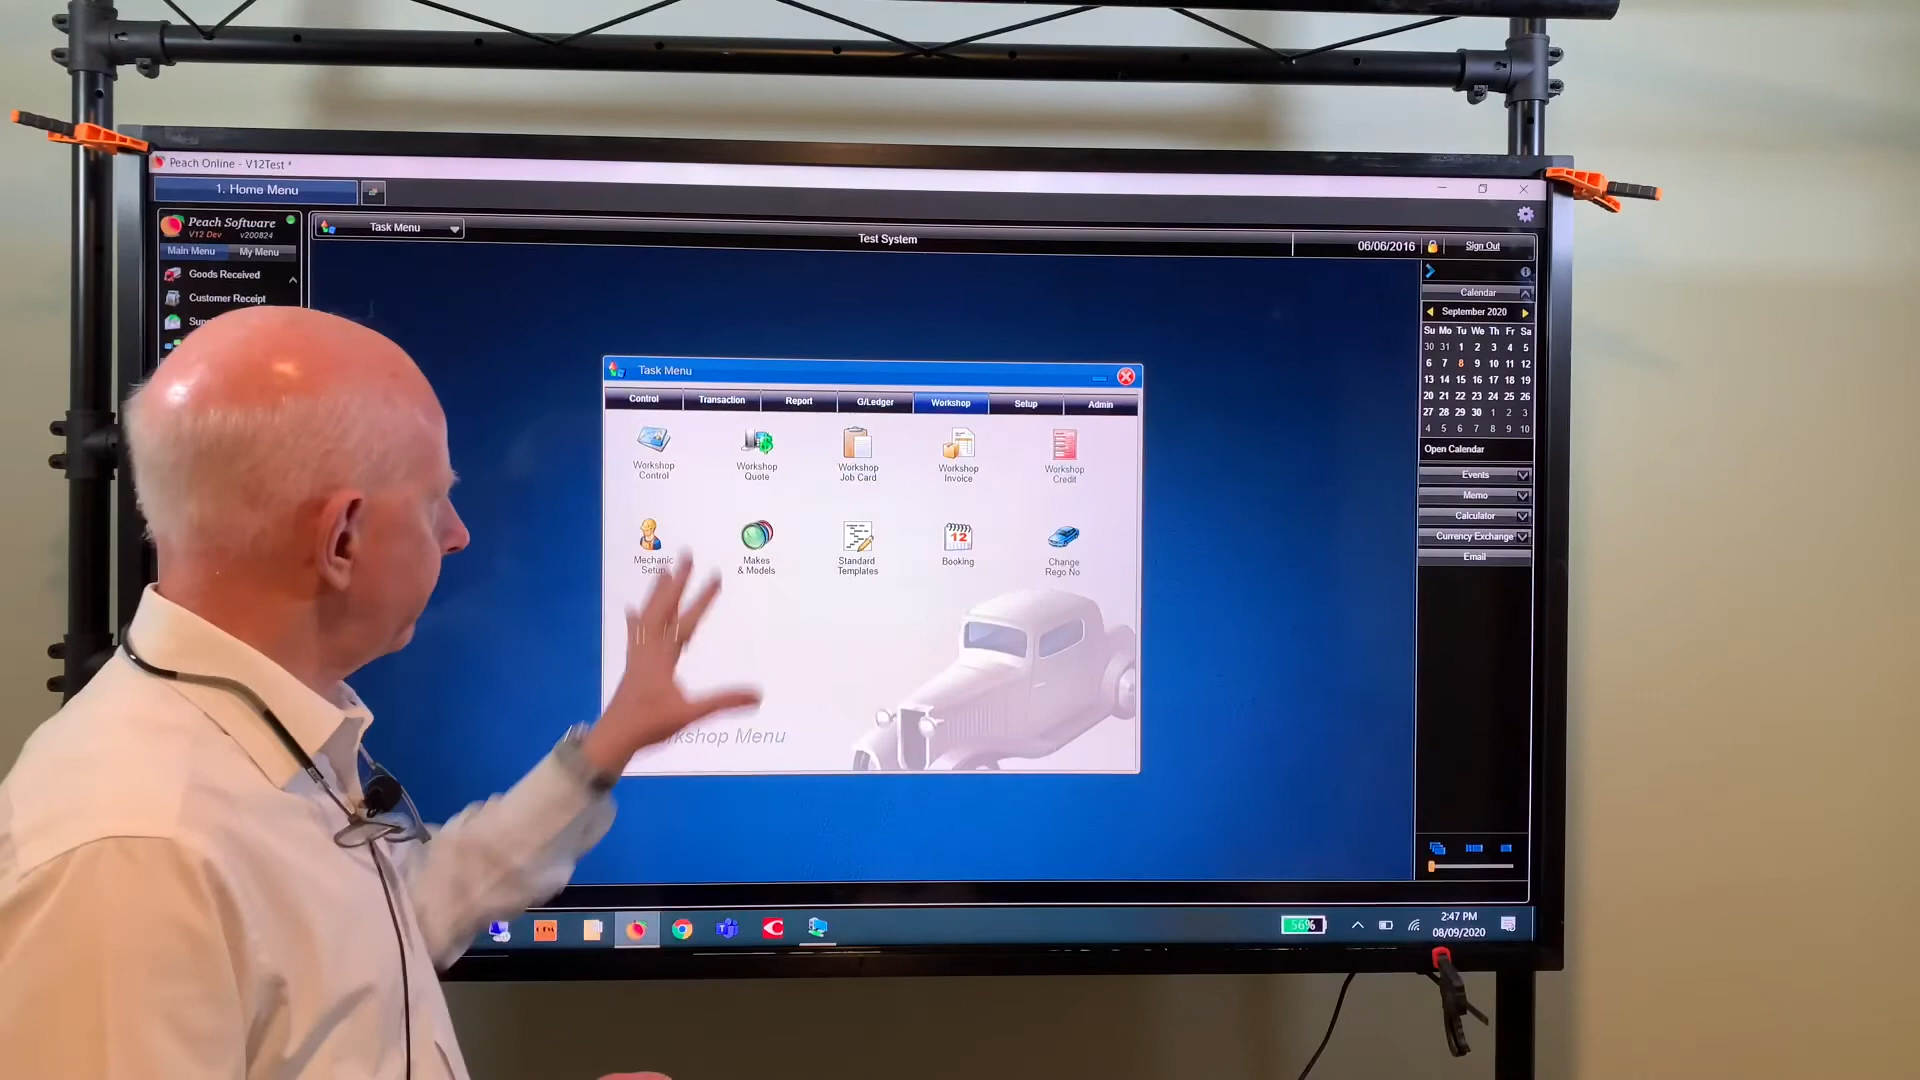 Peach Online - V12Test *
1. Home Menu
Peach Software
V12 Dev v200824
Main Menu My Menu
Goods Received
Customer Receipt
Task Menu
Test System
06/06/2016
Sign Out
Task Menu
Control Transaction Report G/Ledger Workshop Setup Admin
Workshop
Control
Workshop
Quote
Workshop
Job Card
Workshop
Invoice
Workshop
Credit
Mechanic
Setup
Makes
& Models
Standard
Templates
12
Booking
Change
Rego No
Menu
Calendar
September 2020
Su Mo Tu We Th Fr Sa
30 31 1 2 3 4 5
6 7 8 9 10 11 12
13 14 15 16 17 18 19
20 21 22 23 24 25 26
27 28 29 30 1 2 3
4 5 6 7 8 9 10
Open Calendar
Events
Memo
Calculator
Currency Exchange
Email
56%
2:47 PM
08/09/2020